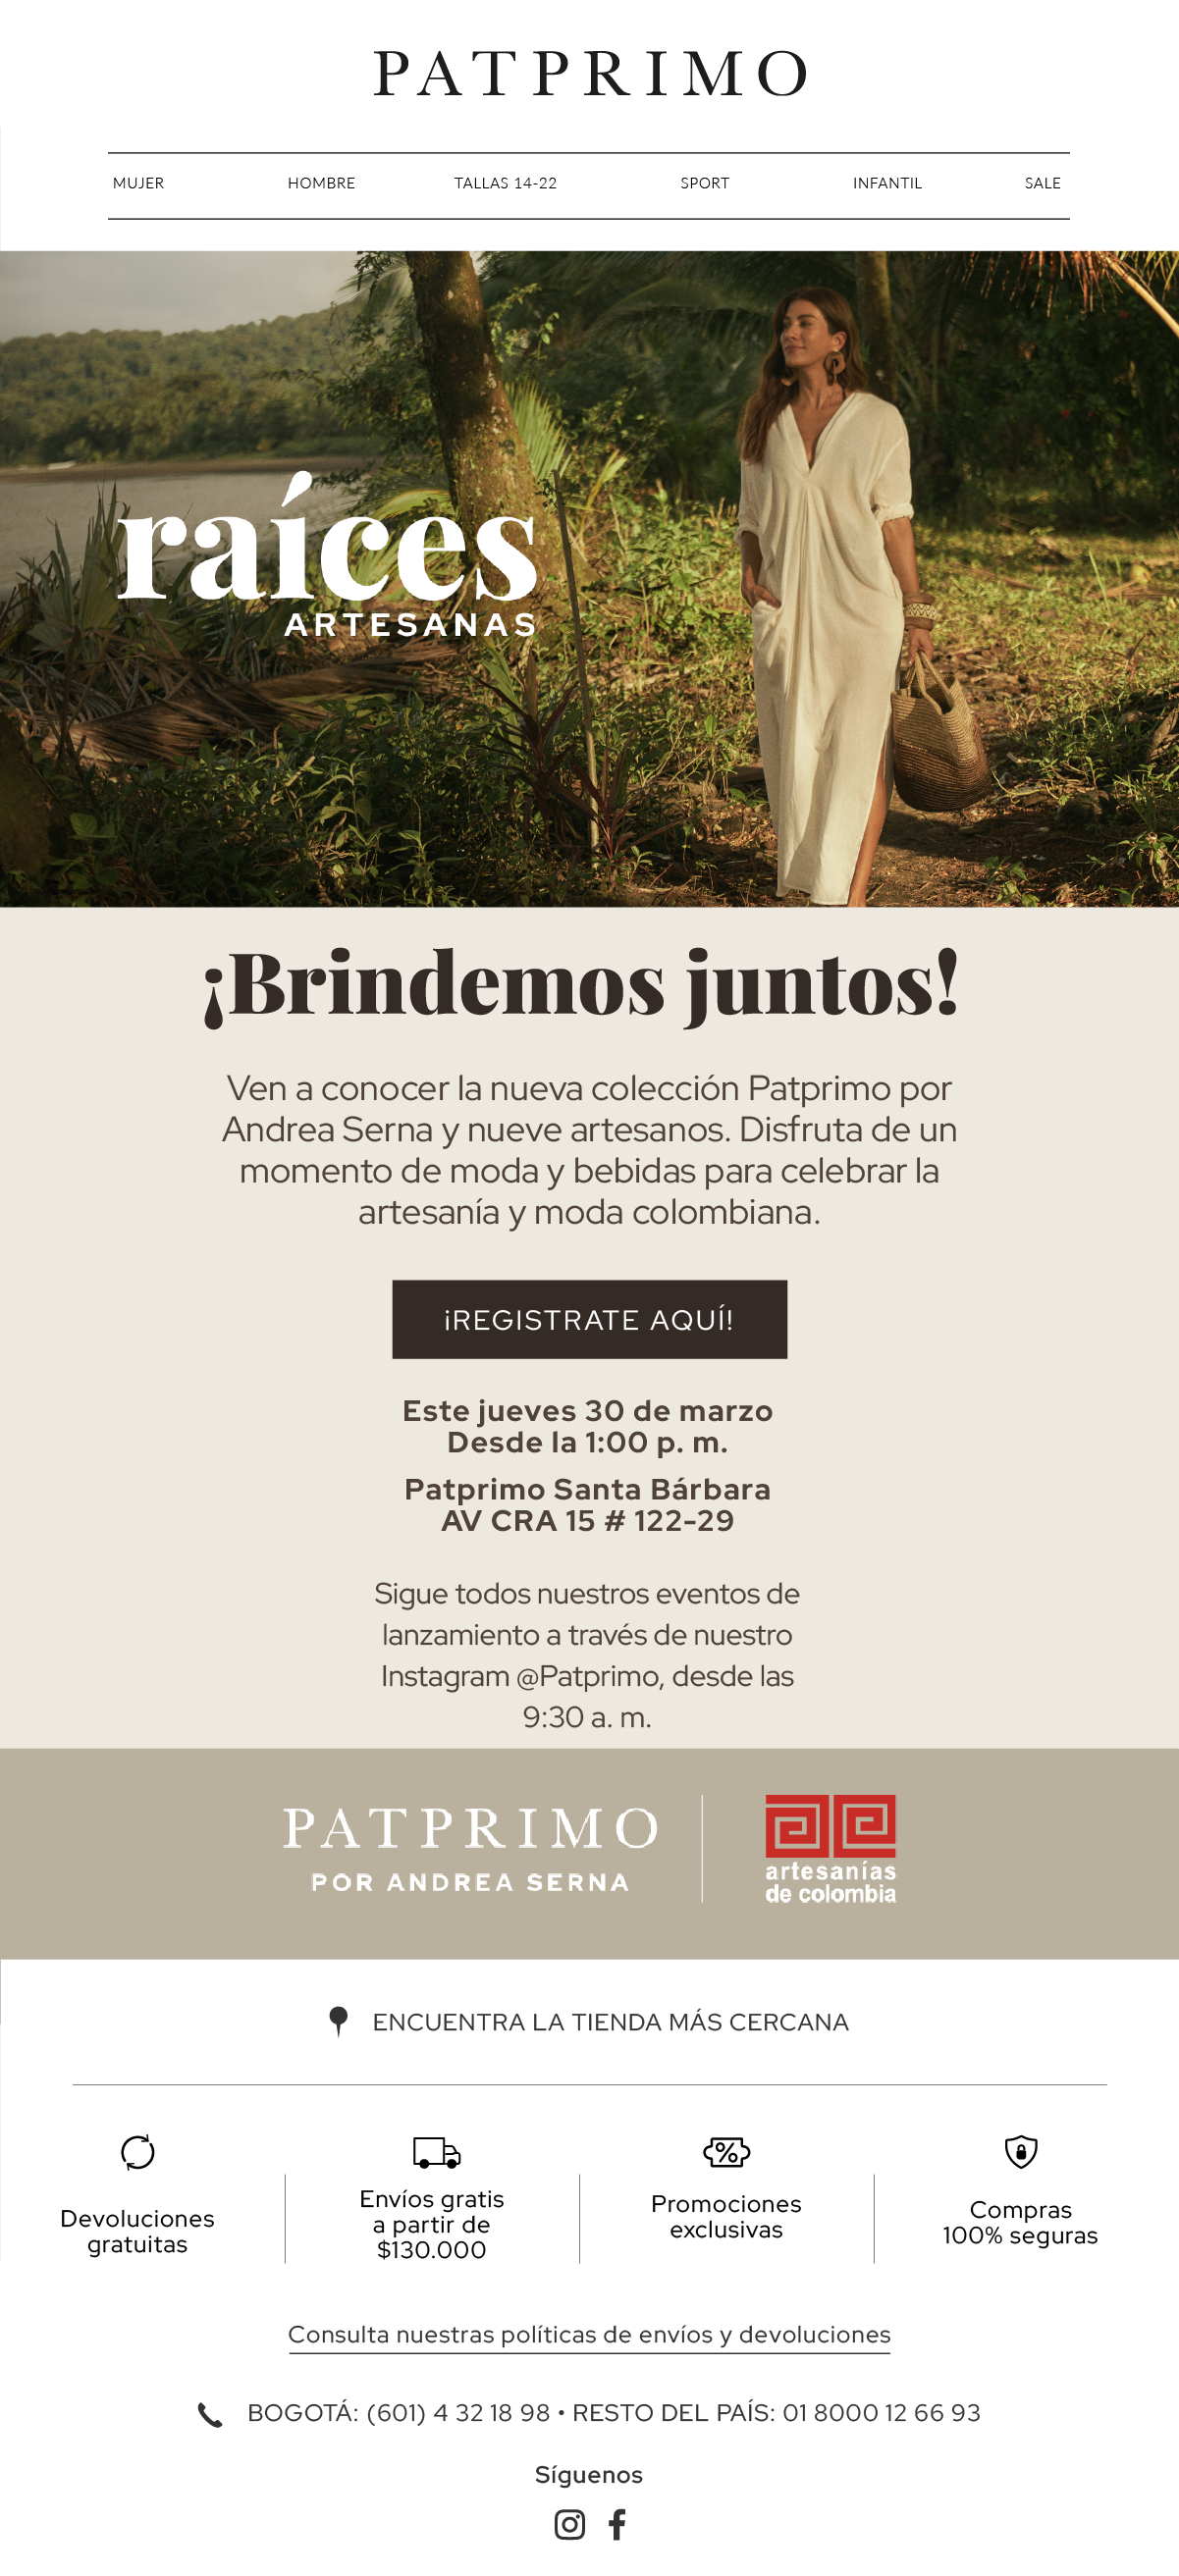 PATPRIMO
MUJER HOMBRE TALLAS 14-22 SPORT INFANTIL SALE
raíces
ARTESANAS
¡Brindemos juntos!
Ven a conocer la nueva colección Patprimo por
Andrea Serna y nueve artesanos. Disfruta de un
momento de moda y bebidas para celebrar la
artesanía y moda colombiana.
¡REGISTRATE AQUÍ!
Este jueves 30 de marzo
Desde la 1:00 p. m.
Patprimo Santa Bárbara
AV CRA 15 # 122-29
Sigue todos nuestros eventos de
lanzamiento a través de nuestro
Instagram @Patprimo, desde las
9:30 a. m.
PATPRIMO
POR ANDREA SERNA
artesanías
de colombia
ENCUENTRA LA TIENDA MÁS CERCANA
Devoluciones
gratuitas
Envíos gratis
a partir de
$130.000
Promociones
exclusivas
Compras
100% seguras
Consulta nuestras políticas de envíos y devoluciones
BOGOTÁ: (601) 4 32 18 98 • RESTO DEL PAÍS: 01 8000 12 66 93
Síguenos